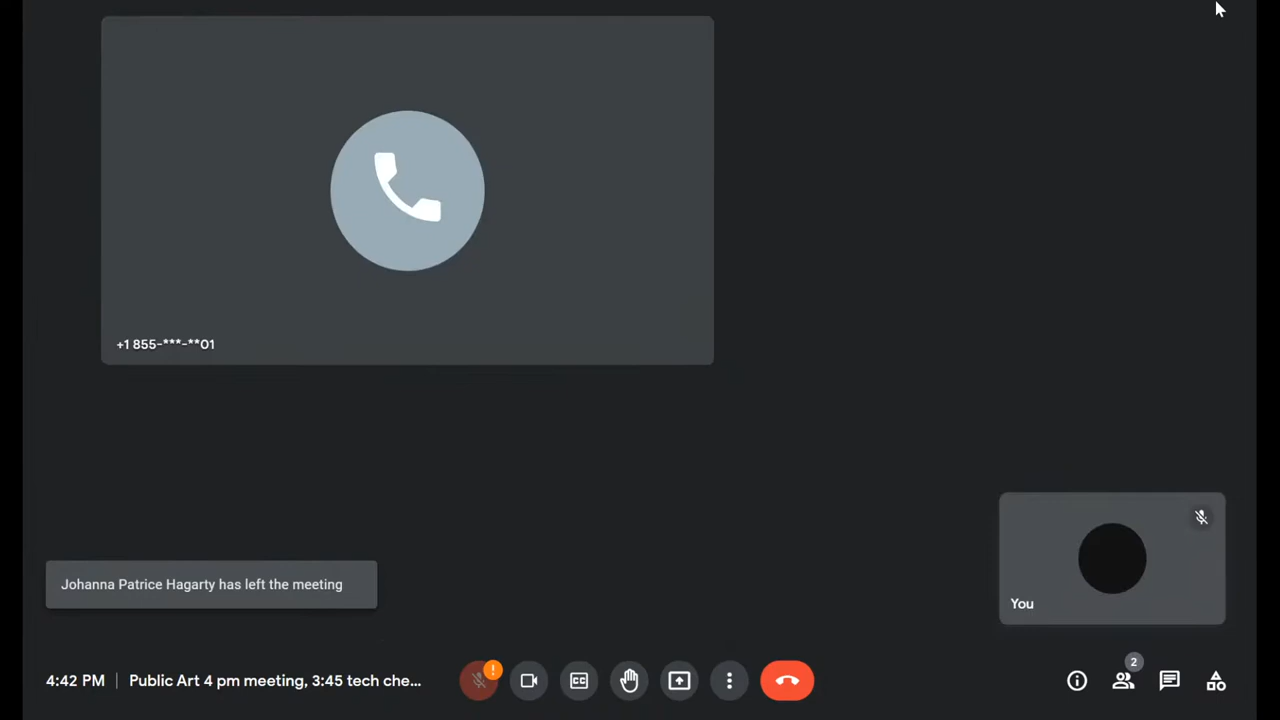 +1 855-***-**01
You
Johanna Patrice Hagarty has left the meeting
4:42 PM | Public Art 4 pm meeting, 3:45 tech che...
!
CC
2